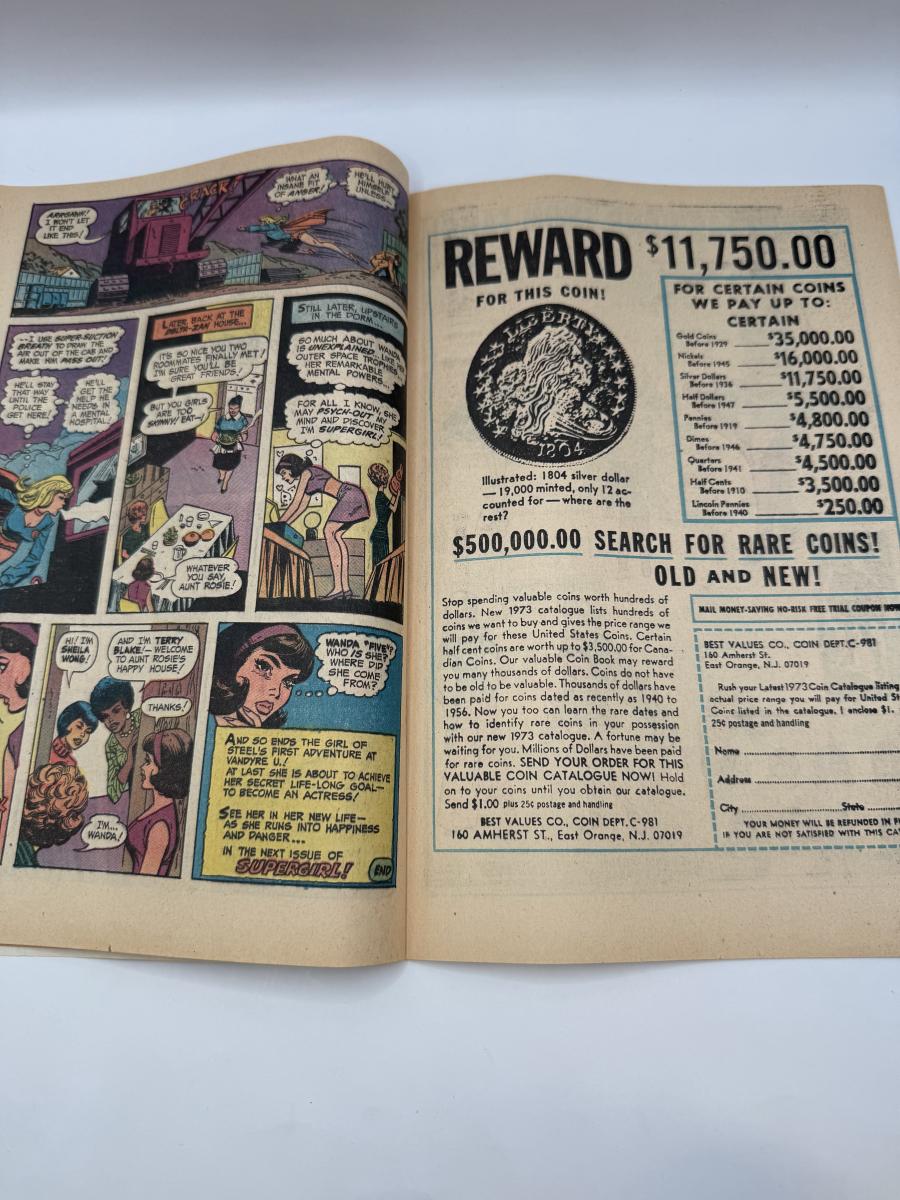 ARRGHHH!
I WON'T LET
IT END
LIKE THIS!
CRACK!
WHAT AN
INSANE FIT
OF ANGER!
HE'LL HURT
HIMSELF
UNLESS--
--I USE SUPER-SUCTION
BREATH TO DRAW THE
AIR OUT OF THE CAB AND
MAKE HIM PASS OUT!
HE'LL STAY
THAT WAY
UNTIL THE
POLICE
GET HERE!
HE'LL
GET THE
HELP HE
NEEDS IN
A MENTAL
HOSPITAL!
LATER, BACK AT THE
HOUSE...
IT'S SO NICE YOU TWO
ROOMMATES FINALLY MET!
I'M SURE YOU'LL BE
GREAT FRIENDS!
BUT YOU GIRLS
ARE TOO
SKINNY! EAT--
WHATEVER
YOU SAY,
AUNT ROSIE!
STILL LATER, UPSTAIRS
IN THE DORM...
SO MUCH ABOUT WANDA
IS UNEXPLAINED, LIKE HER
OUTER SPACE TROPHIES,
HER REMARKABLE
MENTAL POWERS...
FOR ALL I KNOW, SHE
MAY PSYCH-OUT MY
MIND AND DISCOVER
I'M SUPERGIRL!
HI! I'M
SHEILA
WONG!
AND I'M TERRY
BLAKE!-- WELCOME
TO AUNT ROSIE'S
HAPPY HOUSE!
THANKS!
I'M...
WANDA!
WANDA "FIVE"?
WHO IS SHE?
WHERE DID
SHE COME
FROM?
AND SO ENDS THE GIRL OF
STEEL'S FIRST ADVENTURE AT
VANDYRE U.!
AT LAST SHE IS ABOUT TO ACHIEVE
HER SECRET LIFE-LONG GOAL--
TO BECOME AN ACTRESS!
SEE HER IN HER NEW LIFE--
AS SHE RUNS INTO HAPPINESS
AND DANGER...
IN THE NEXT ISSUE OF
SUPERGIRL!
END
REWARD $11,750.00
FOR THIS COIN!
LIBERTY
1804
Illustrated: 1804 silver dollar
— 19,000 minted, only 12 ac-
counted for — where are the
rest?
FOR CERTAIN COINS
WE PAY UP TO:
CERTAIN
Gold Coins
Before 1929 $35,000.00
Nickels
Before 1945 $16,000.00
Silver Dollars
Before 1936 $11,750.00
Half Dollars
Before 1947 $5,500.00
Pennies
Before 1919 $4,800.00
Dimes
Before 1946 $4,750.00
Quarters
Before 1941 $4,500.00
Half Cents
Before 1910 $3,500.00
Lincoln Pennies
Before 1940 $250.00
$500,000.00 SEARCH FOR RARE COINS!
OLD AND NEW!
Stop spending valuable coins worth hundreds of
dollars. New 1973 catalogue lists hundreds of
coins we want to buy and gives the price range we
will pay for these United States Coins. Certain
half cent coins are worth up to $3,500.00 for Cana-
dian Coins. Our valuable Coin Book may reward
you many thousands of dollars. Coins do not have
to be old to be valuable. Thousands of dollars have
been paid for coins dated as recently as 1940 to
1956. Now you too can learn the rare dates and
how to identify rare coins in your possession
with our new 1973 catalogue. A fortune may be
waiting for you. Millions of Dollars have been paid
for rare coins. SEND YOUR ORDER FOR THIS
VALUABLE COIN CATALOGUE NOW! Hold
on to your coins until you obtain our catalogue.
Send $1.00 plus 25¢ postage and handling
BEST VALUES CO., COIN DEPT. C-981
160 AMHERST ST., East Orange, N.J. 07019
MAIL MONEY-SAVING NO-RISK FREE TRIAL COUPON NOW
BEST VALUES CO., COIN DEPT. C-981
160 Amherst St.
East Orange, N.J. 07019
Rush your Latest 1973 Coin Catalogue listing
actual price range you will pay for United St
Coins listed in the catalogue. I enclose $1.
25¢ postage and handling
Name
Address
City State
YOUR MONEY WILL BE REFUNDED IN
IF YOU ARE NOT SATISFIED WITH THIS